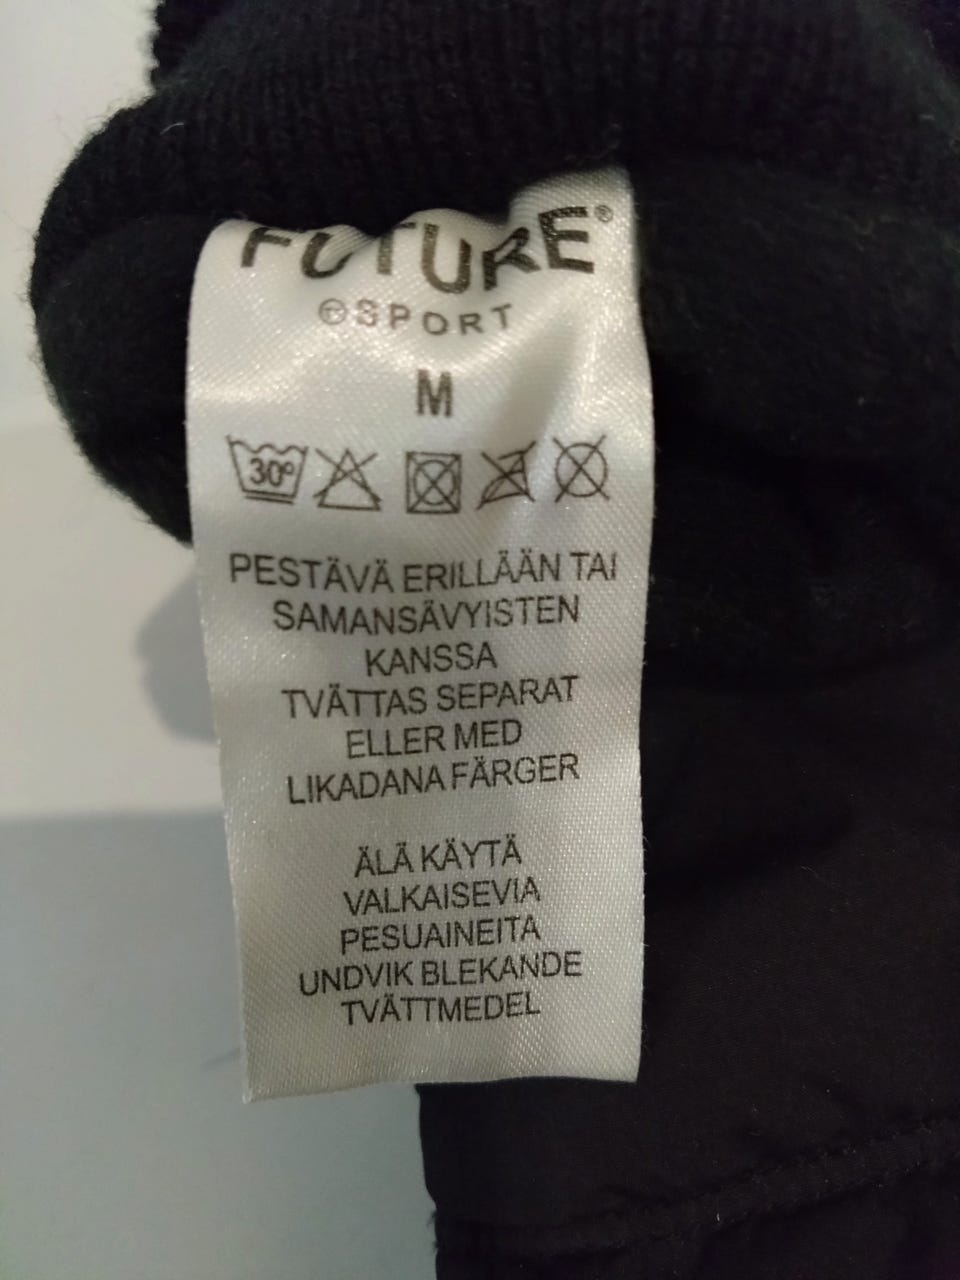 FUTURE®
SPORT
M
30°
PESTÄVÄ ERILLÄÄN TAI
SAMANSÄVYISTEN
KANSSA
TVÄTTAS SEPARAT
ELLER MED
LIKADANA FÄRGER
ÄLÄ KÄYTÄ
VALKAISEVIA
PESUAINEITA
UNDVIK BLEKANDE
TVÄTTMEDEL